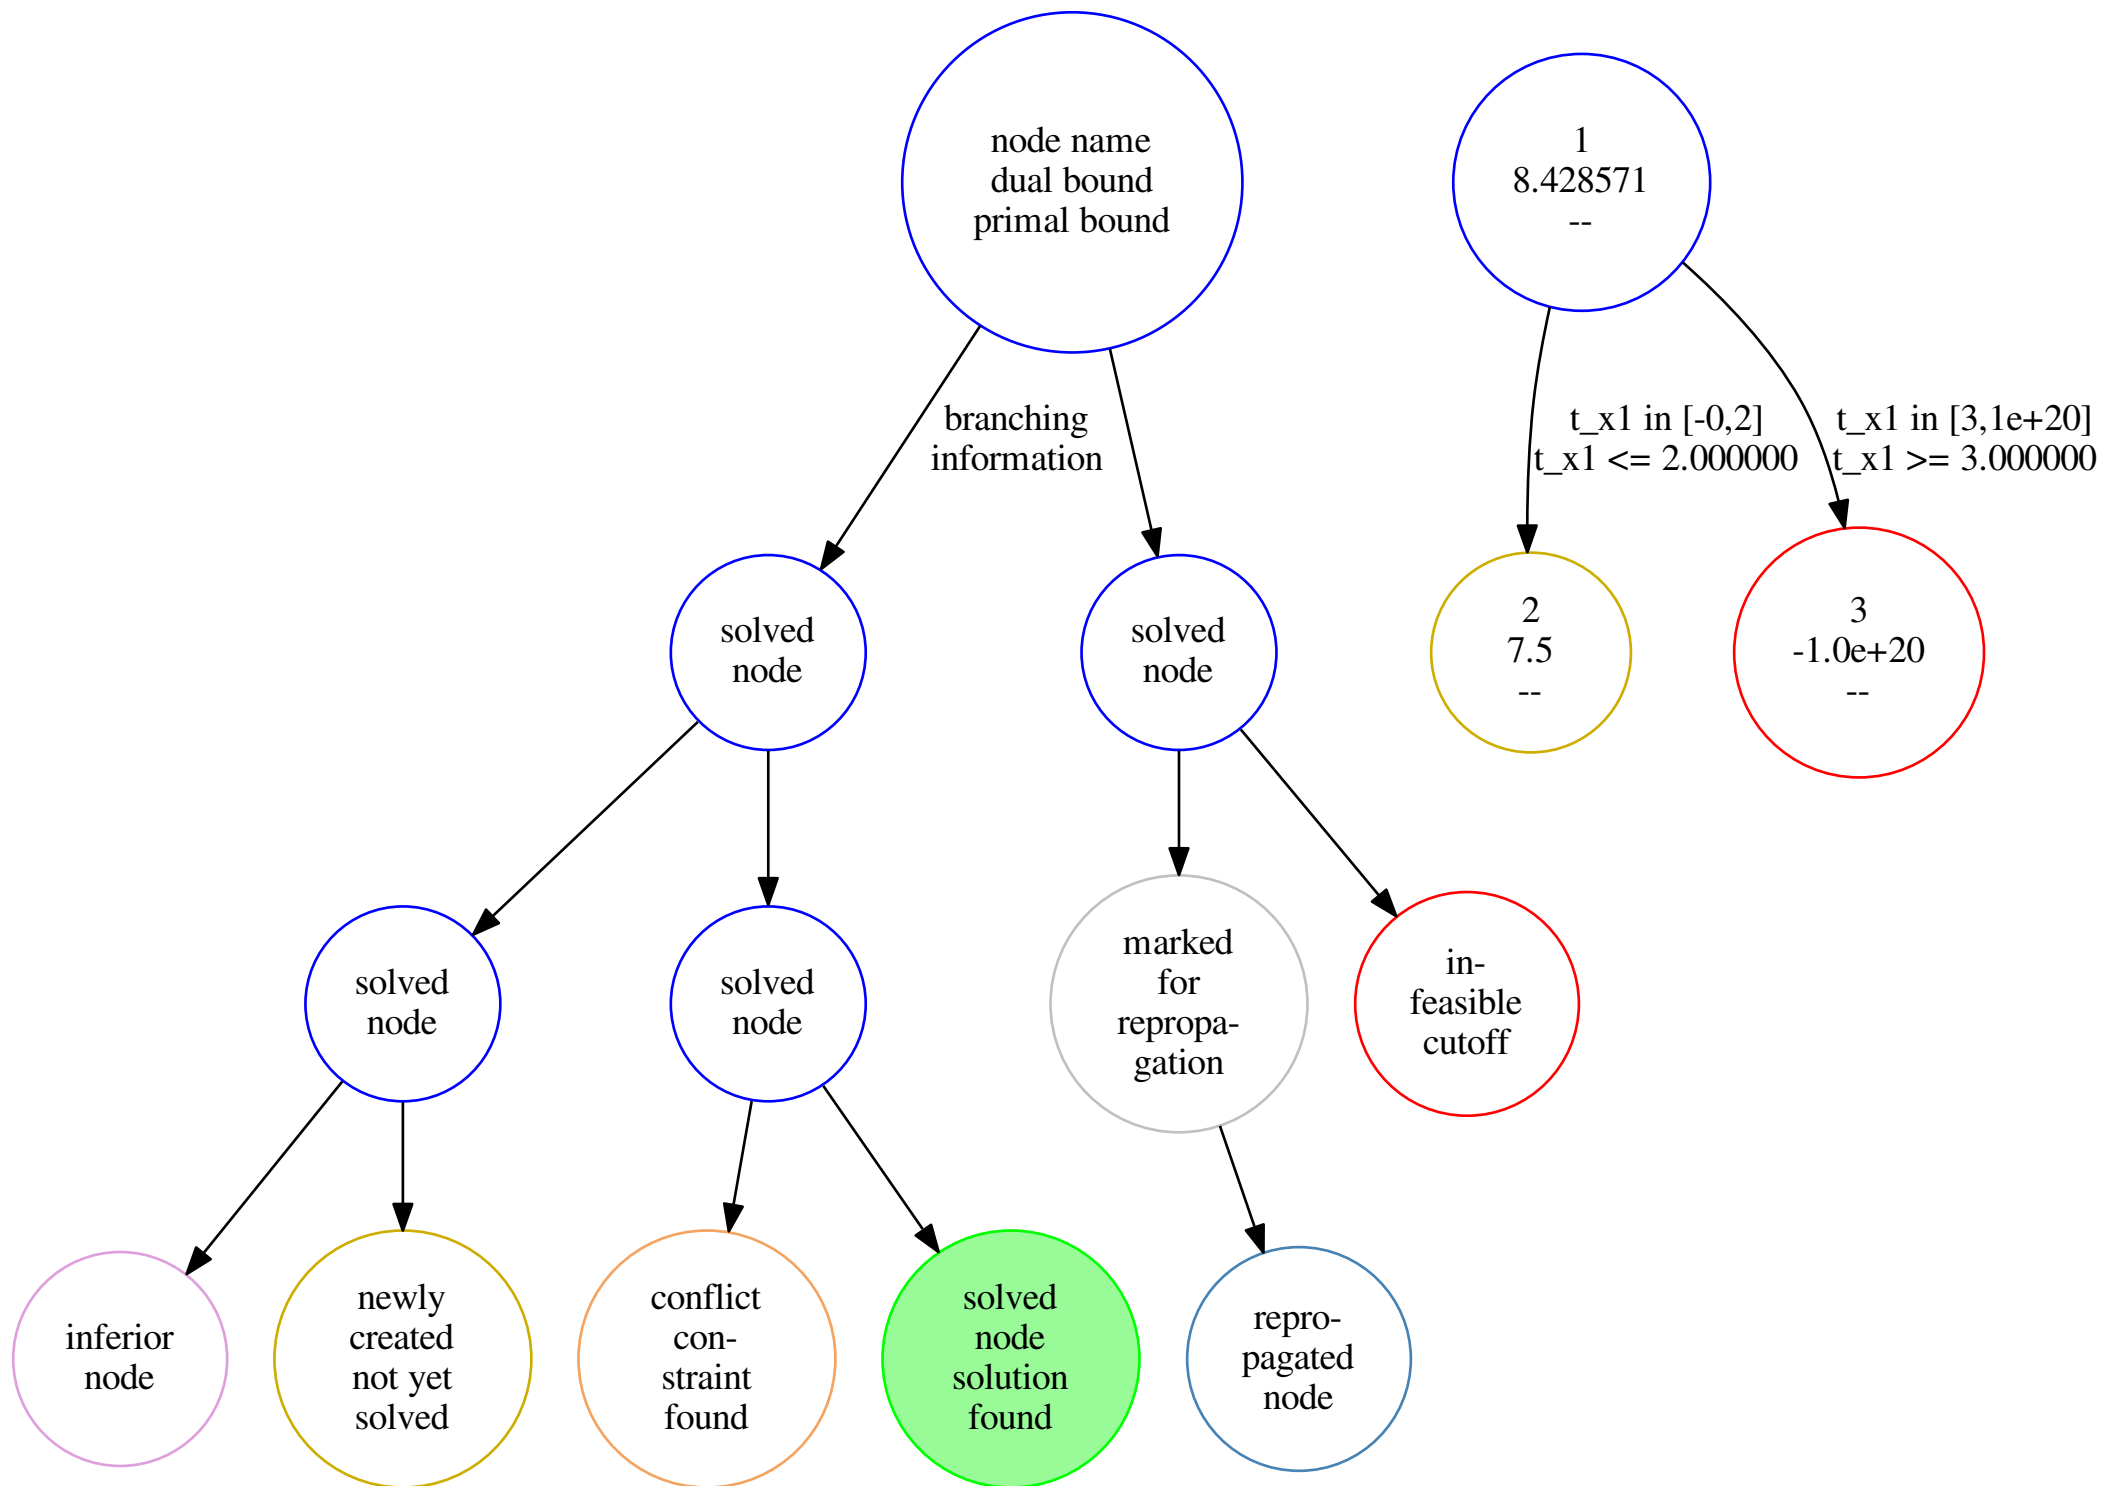 node name
dual bound
primal bound
1
8.428571
--
branching
information
t_x1 in [-0,2]
t_x1 <= 2.000000
t_x1 in [3,1e+20]
t_x1 >= 3.000000
solved
node
solved
node
2
7.5
--
3
-1.0e+20
--
solved
node
solved
node
marked
for
repropa-
gation
in-
feasible
cutoff
inferior
node
newly
created
not yet
solved
conflict
con-
straint
found
solved
node
solution
found
repro-
pagated
node